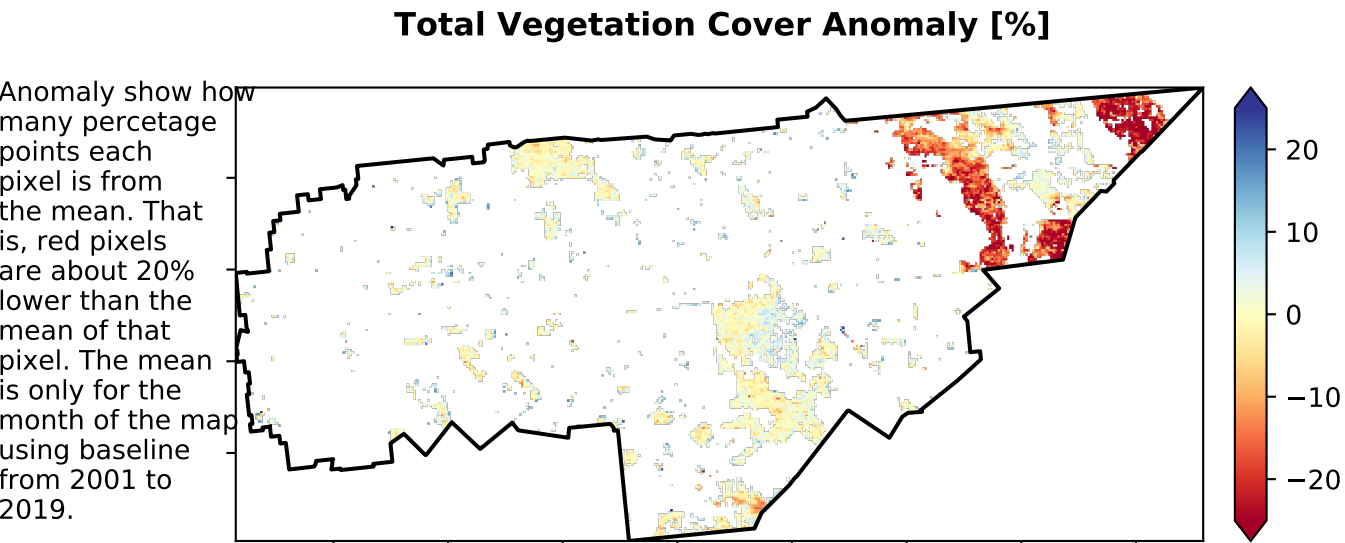 Total Vegetation Cover Anomaly [%]
Anomaly show how
many percetage
points each
pixel is from
the mean. That
is, red pixels
are about 20%
lower than the
mean of that
pixel. The mean
is only for the
month of the map
using baseline
from 2001 to
2019.
20
10
0
−10
−20